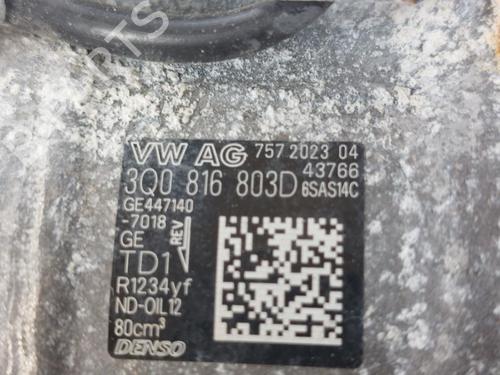 VW AG 757 2023 04
43766
3Q0 816 803D 6SAS14C
GE447140
-7018
GE REV
TD1
R1234yf
ND-OIL12
80cm³
DENSO